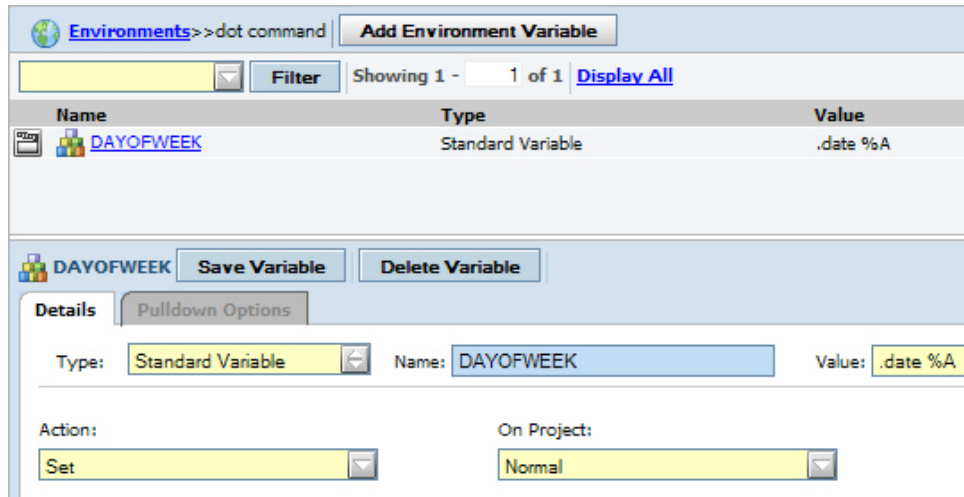 Environments>>dot command Add Environment Variable
Filter Showing 1 - 1 of 1 Display All
Name Type Value
DAYOFWEEK Standard Variable .date %A
DAYOFWEEK Save Variable Delete Variable
Details Pulldown Options
Type: Standard Variable Name: DAYOFWEEK Value: .date %A
Action: On Project:
Set Normal